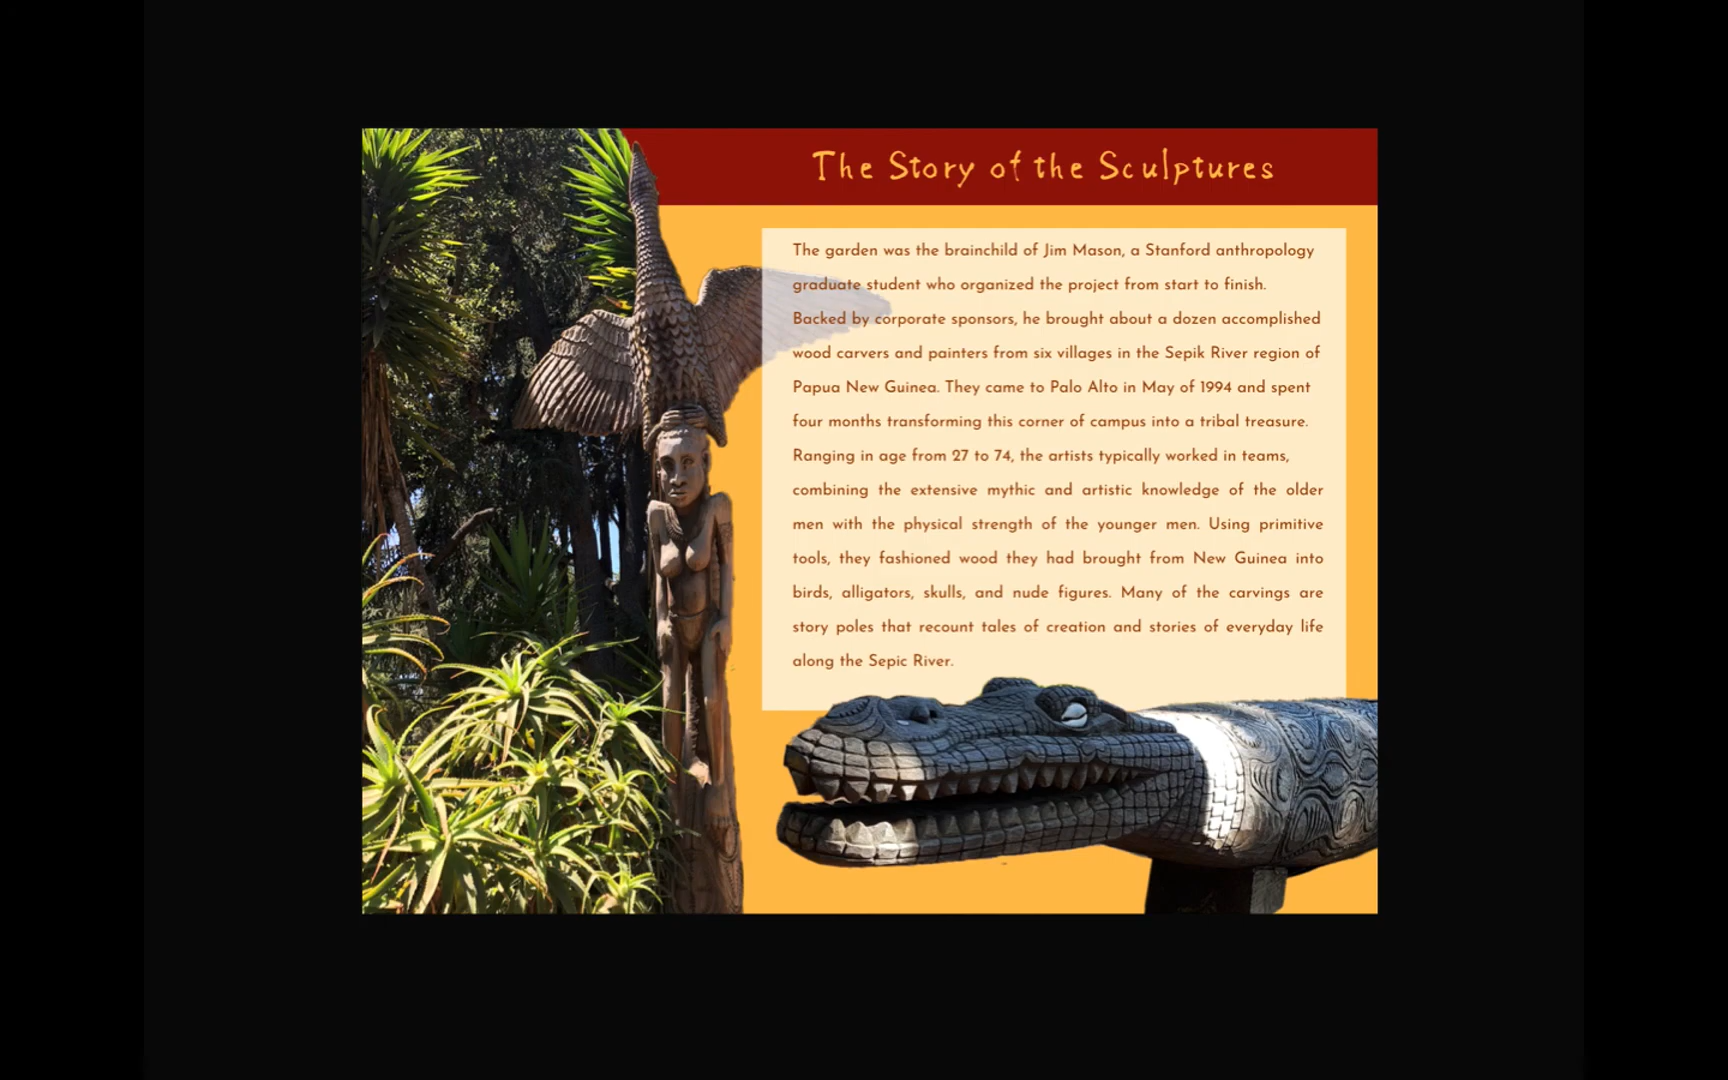 The Story of the Sculptures
The garden was the brainchild of Jim Mason, a Stanford anthropology
graduate student who organized the project from start to finish.
Backed by corporate sponsors, he brought about a dozen accomplished
wood carvers and painters from six villages in the Sepik River region of
Papua New Guinea. They came to Palo Alto in May of 1994 and spent
four months transforming this corner of campus into a tribal treasure.
Ranging in age from 27 to 74, the artists typically worked in teams,
combining the extensive mythic and artistic knowledge of the older
men with the physical strength of the younger men. Using primitive
tools, they fashioned wood they had brought from New Guinea into
birds, alligators, skulls, and nude figures. Many of the carvings are
story poles that recount tales of creation and stories of everyday life
along the Sepic River.